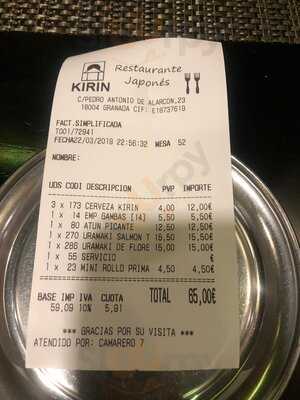 KIRIN
Restaurante
Japonés
C/PEDRO ANTONIO DE ALARCON,23
18004 GRANADA CIF: E18737619
FACT.SIMPLIFICADA
T001/72941
FECHA22/03/2019 22:56:32 MESA 52
NOMBRE:
UDS CODI DESCRIPCION PVP IMPORTE
3 x 173 CERVEZA KIRIN 4,00 12,00€
1 x 14 EMP GAMBAS [14] 5,50 5,50€
1 x 80 ATUN PICANTE 12,50 12,50€
1 x 270 URAMAKI SALMON T 15,50 15,50€
1 x 286 URAMAKI DE FLORE 15,00 15,00€
1 x 55 SERVICIO €
1 x 23 MINI ROLLO PRIMA 4,50 4,50€
BASE IMP IVA CUOTA TOTAL 65,00€
59,09 10% 5,91
*** GRACIAS POR SU VISITA ***
ATENDIDO POR: CAMARERO 7